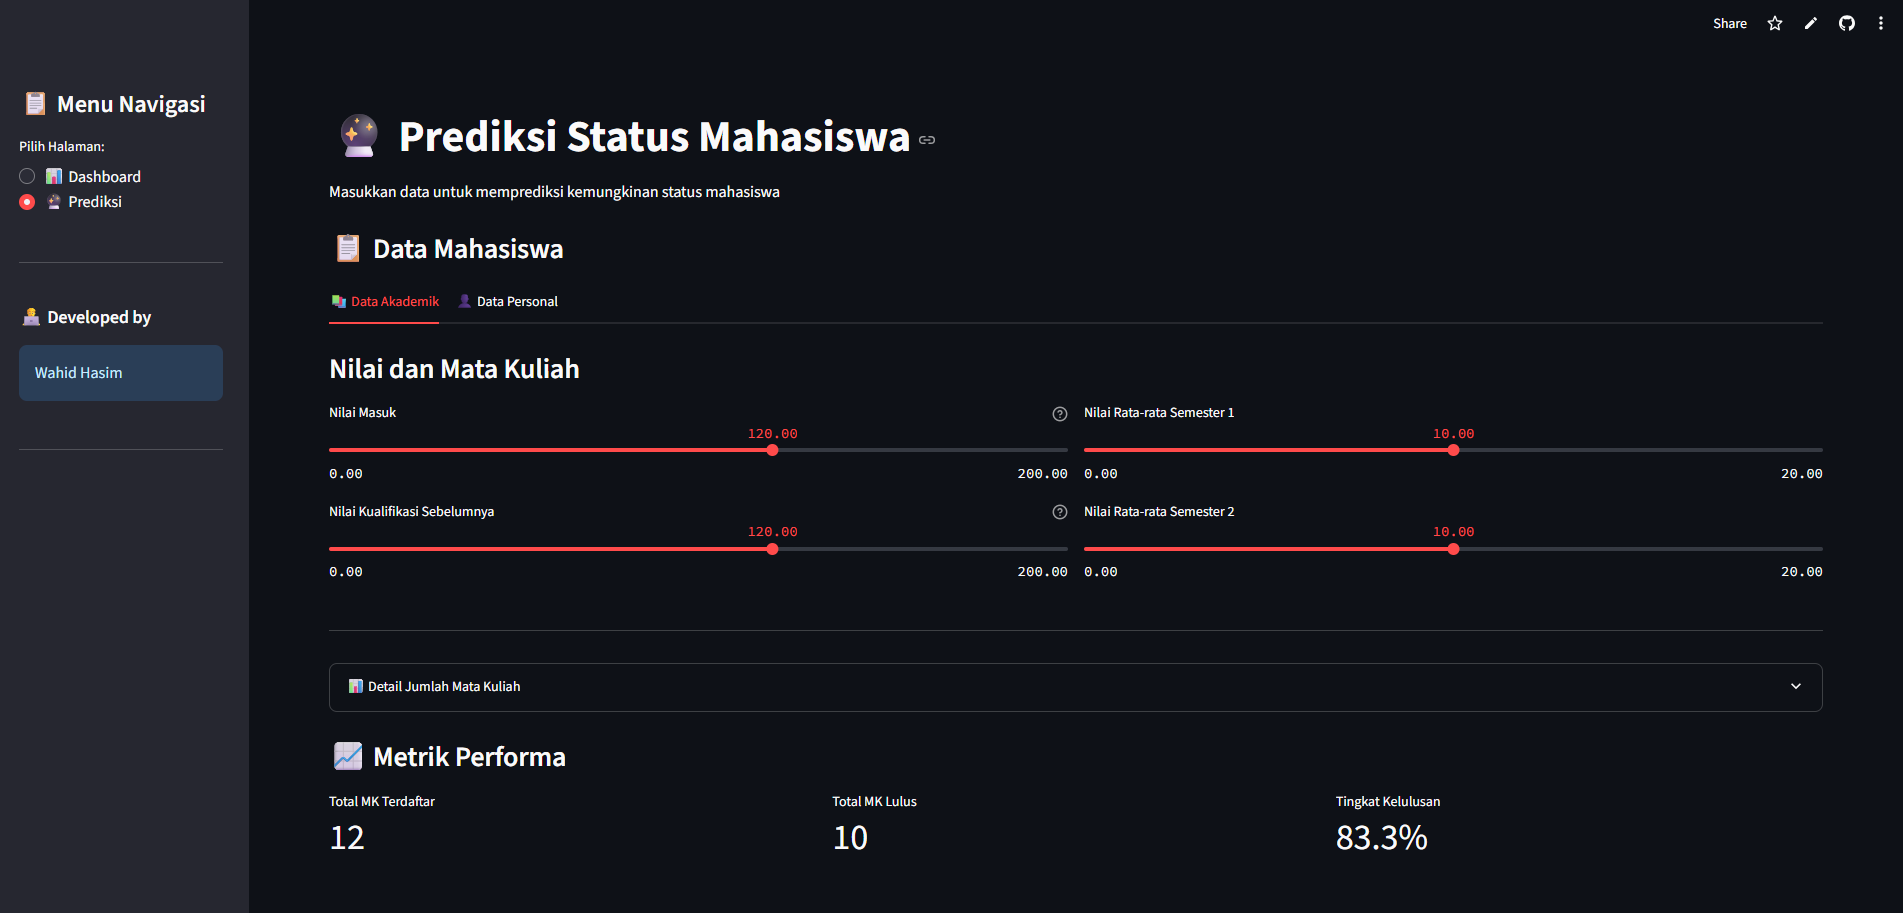 Share
Menu Navigasi
Pilih Halaman:
Dashboard
Prediksi
Developed by
Wahid Hasim
Prediksi Status Mahasiswa
Masukkan data untuk memprediksi kemungkinan status mahasiswa
Data Mahasiswa
Data Akademik Data Personal
Nilai dan Mata Kuliah
Nilai Masuk
120.00
0.00 200.00
Nilai Rata-rata Semester 1
10.00
0.00 20.00
Nilai Kualifikasi Sebelumnya
120.00
0.00 200.00
Nilai Rata-rata Semester 2
10.00
0.00 20.00
Detail Jumlah Mata Kuliah
Metrik Performa
Total MK Terdaftar
12
Total MK Lulus
10
Tingkat Kelulusan
83.3%